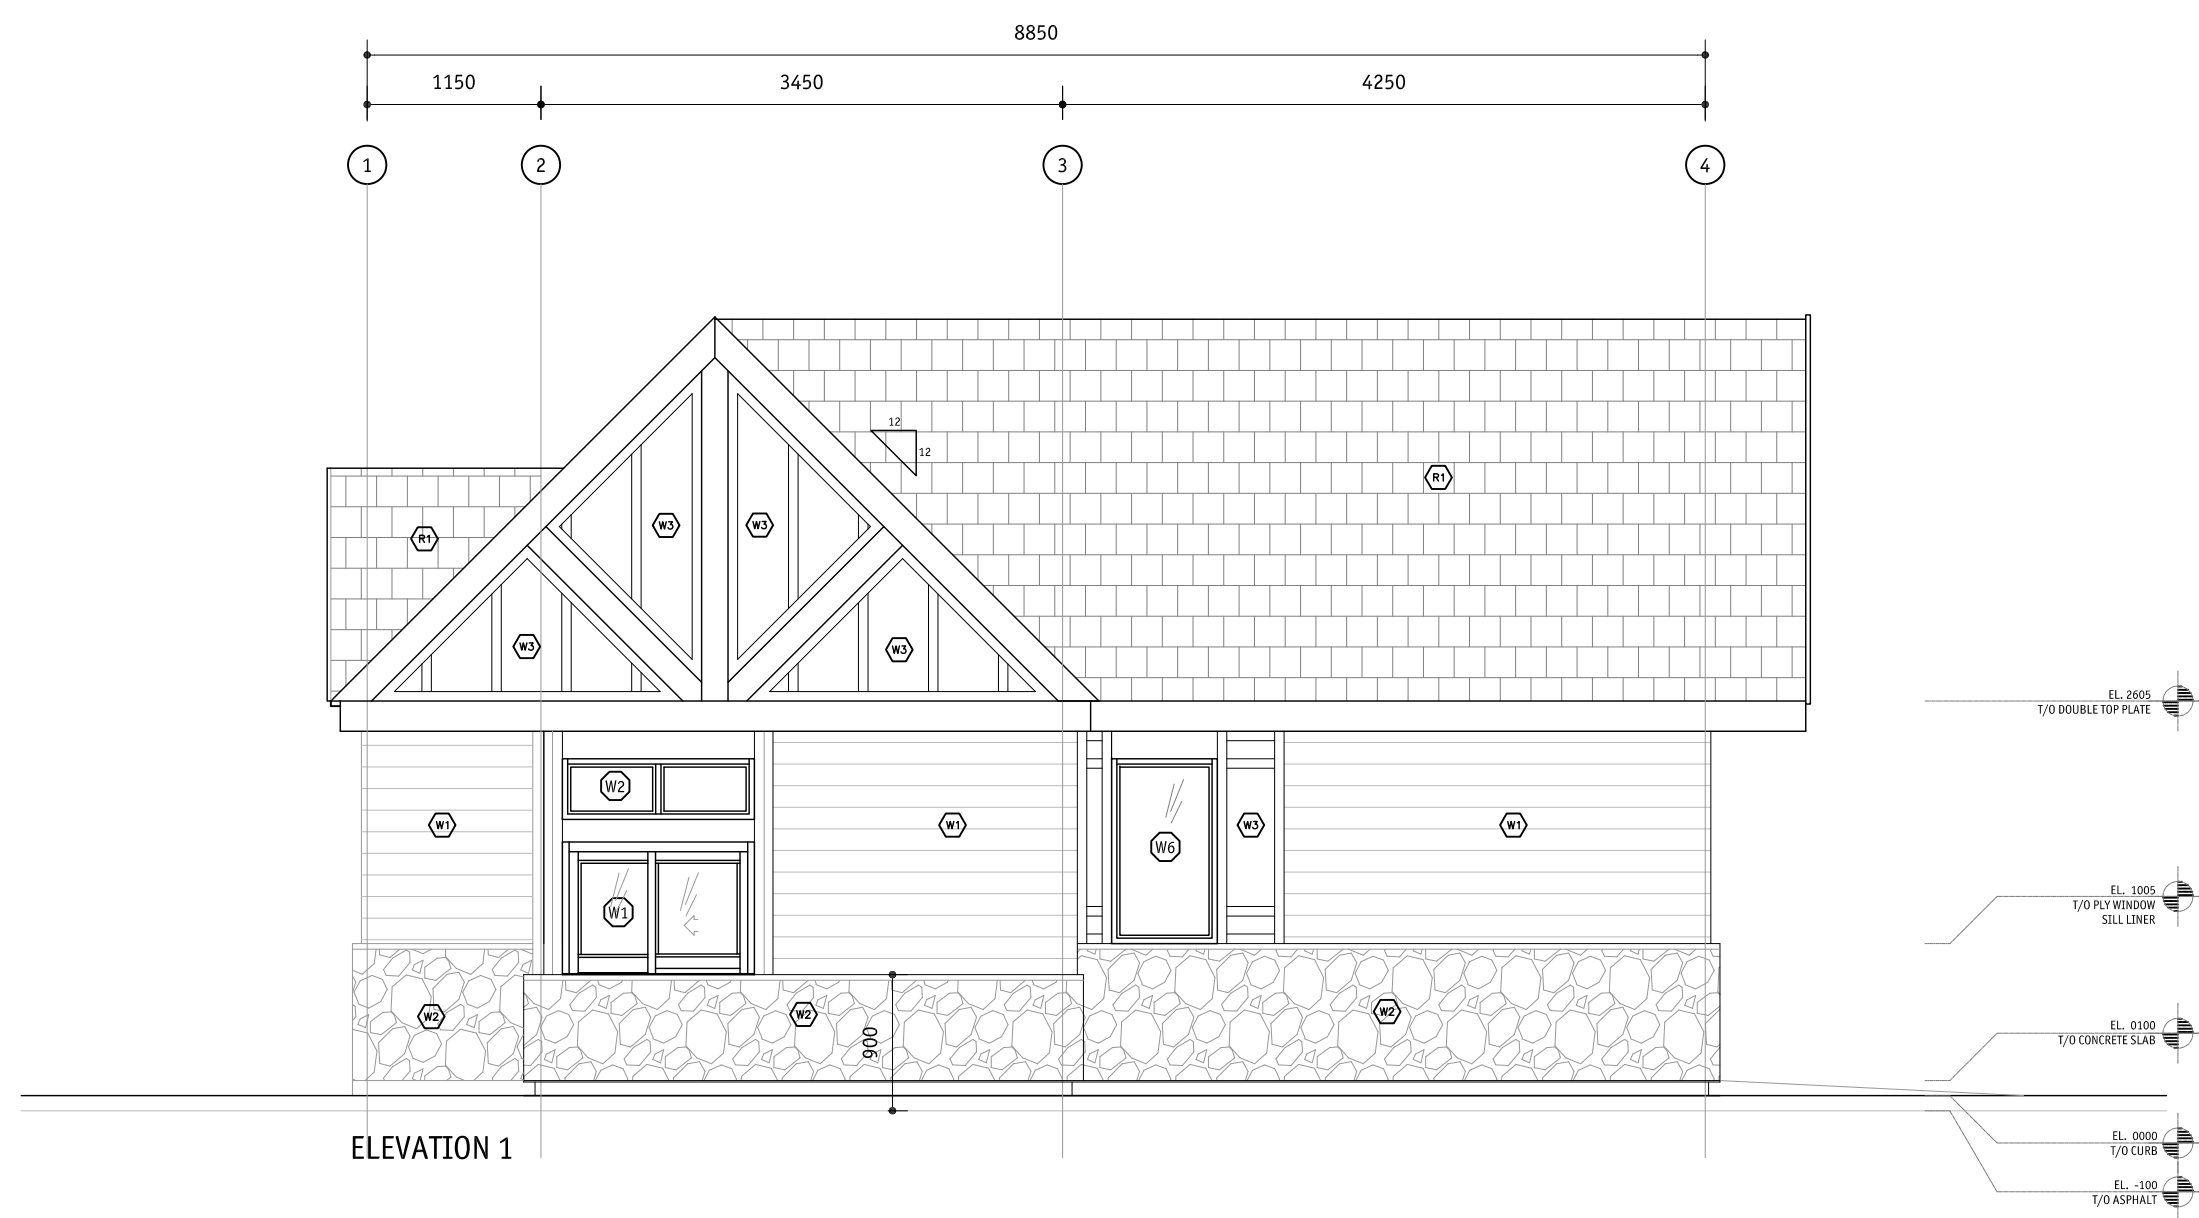 8850
1150 3450 4250
1 2 3 4
12
12
R1
R1
W3 W3
W3 W3
EL. 2605
T/O DOUBLE TOP PLATE
W2
W1 W1 W3 W1
W6
EL. 1005
T/O PLY WINDOW
SILL LINER
W1
W2 W2 W2
900
EL. 0100
T/O CONCRETE SLAB
ELEVATION 1
EL. 0000
T/O CURB
EL. -100
T/O ASPHALT